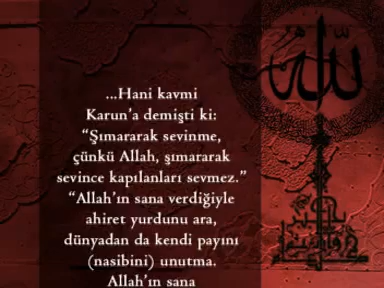 ...Hani kavmi
Karun'a demişti ki:
“Şımararak sevinme,
çünkü Allah, şımararak
sevince kapılanları sevmez.”
“Allah'ın sana verdiğiyle
ahiret yurdunu ara,
dünyadan da kendi payını
(nasibini) unutma.
Allah'ın sana
الله